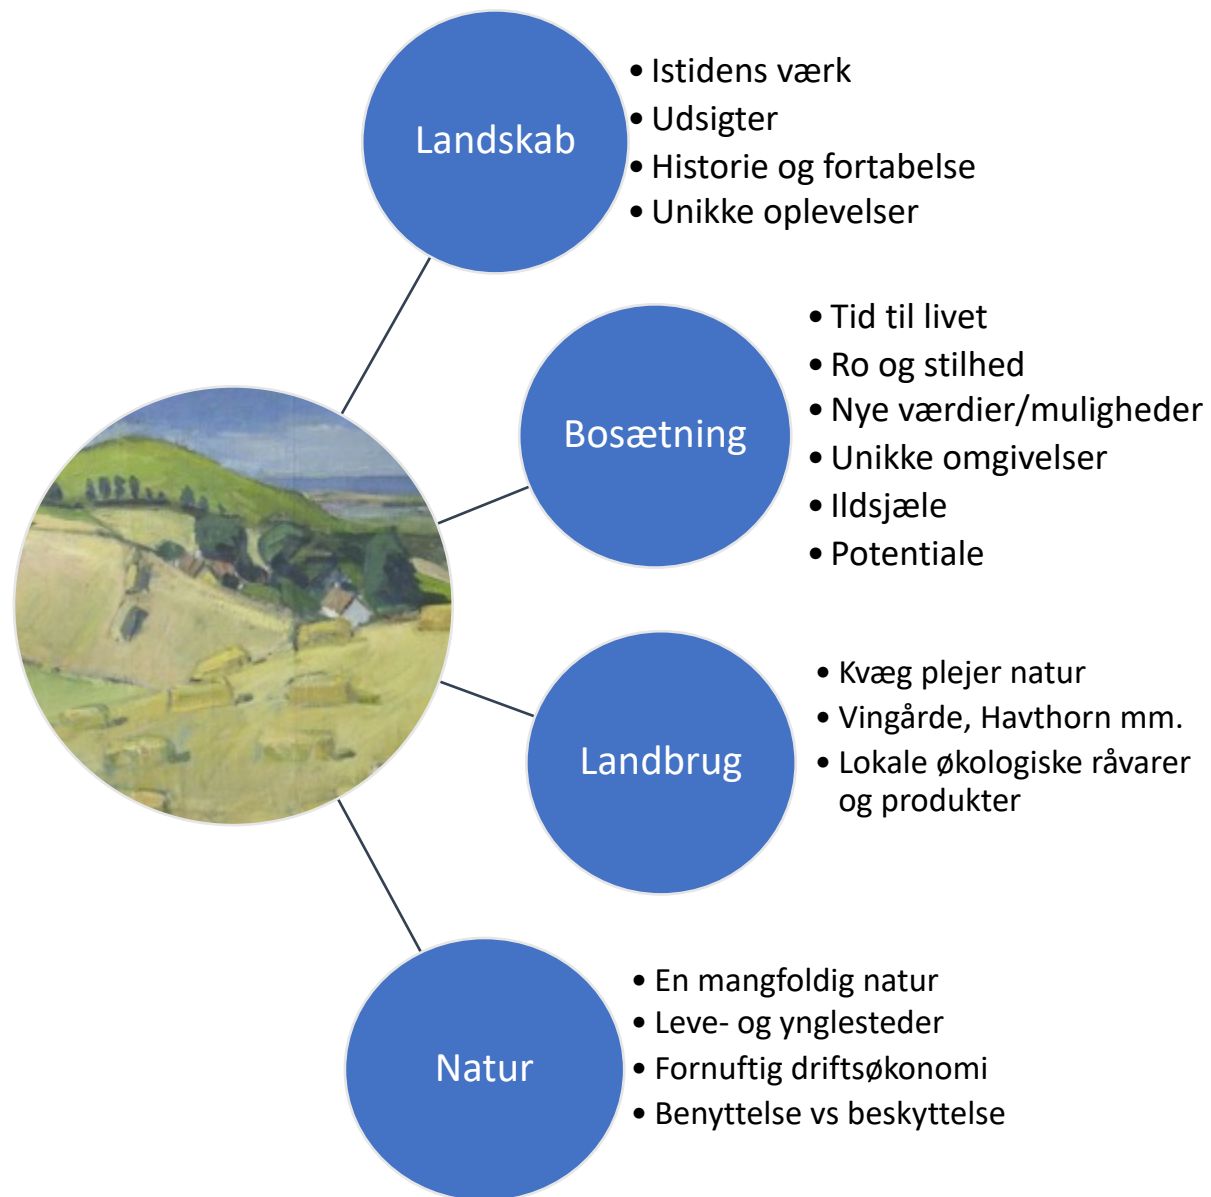 Landskab
• Istidens værk
• Udsigter
• Historie og fortabelse
• Unikke oplevelser
Bosætning
• Tid til livet
• Ro og stilhed
• Nye værdier/muligheder
• Unikke omgivelser
• Ildsjæle
• Potentiale
Landbrug
• Kvæg plejer natur
• Vingårde, Havthorn mm.
• Lokale økologiske råvarer
og produkter
Natur
• En mangfoldig natur
• Leve- og ynglesteder
• Fornuftig driftsøkonomi
• Benyttelse vs beskyttelse